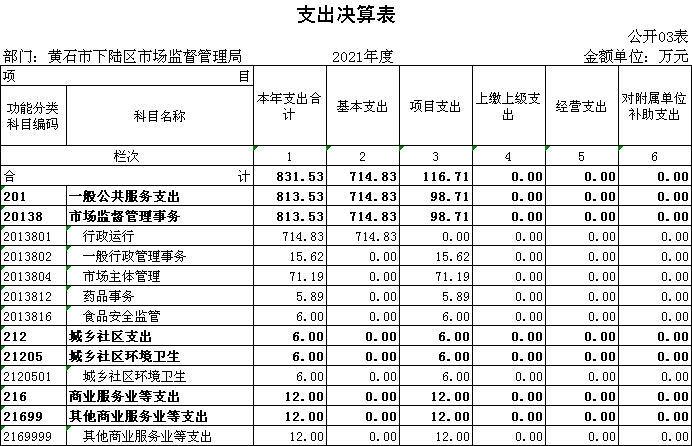 支出决算表
公开03表
部门：黄石市下陆区市场监督管理局 2021年度 金额单位：万元
项 目 本年支出合计 基本支出 项目支出 上缴上级支出 经营支出 对附属单位补助支出
功能分类科目编码 科目名称
栏次 1 2 3 4 5 6
合 计 831.53 714.83 116.71 0.00 0.00 0.00
201 一般公共服务支出 813.53 714.83 98.71 0.00 0.00 0.00
20138 市场监督管理事务 813.53 714.83 98.71 0.00 0.00 0.00
2013801 行政运行 714.83 714.83 0.00 0.00 0.00 0.00
2013802 一般行政管理事务 15.62 0.00 15.62 0.00 0.00 0.00
2013804 市场主体管理 71.19 0.00 71.19 0.00 0.00 0.00
2013812 药品事务 5.89 0.00 5.89 0.00 0.00 0.00
2013816 食品安全监管 6.00 0.00 6.00 0.00 0.00 0.00
212 城乡社区支出 6.00 0.00 6.00 0.00 0.00 0.00
21205 城乡社区环境卫生 6.00 0.00 6.00 0.00 0.00 0.00
2120501 城乡社区环境卫生 6.00 0.00 6.00 0.00 0.00 0.00
216 商业服务业等支出 12.00 0.00 12.00 0.00 0.00 0.00
21699 其他商业服务业等支出 12.00 0.00 12.00 0.00 0.00 0.00
2169999 其他商业服务业等支出 12.00 0.00 12.00 0.00 0.00 0.00